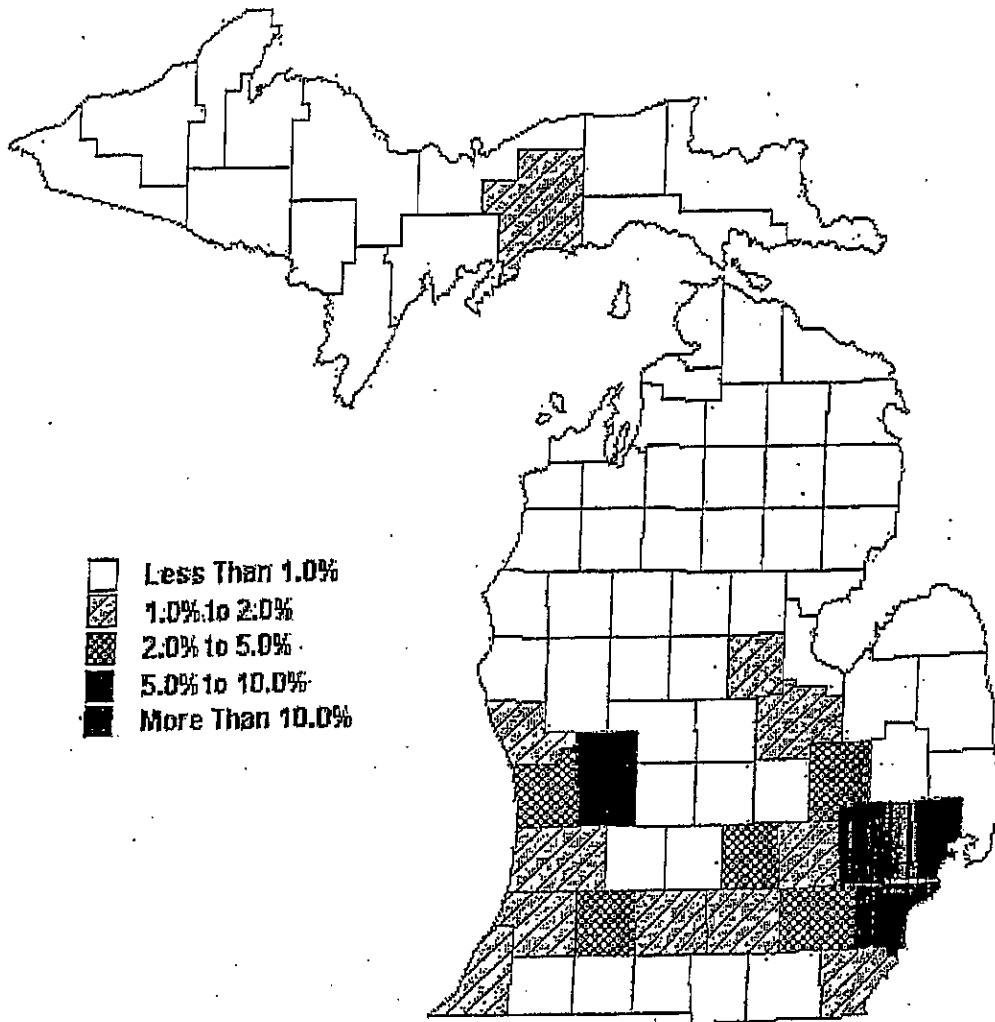 Less Than 1.0%
1.0% to 2.0%
2.0% to 5.0%
5.0% to 10.0%
More Than 10.0%